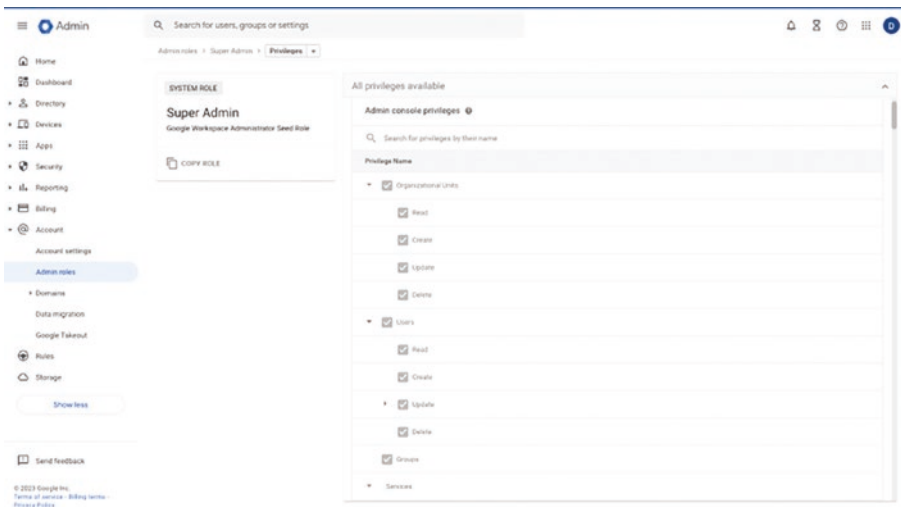 Admin
Search for users, groups or settings
D
Admin roles > Super Admin > Privileges
Home
Dashboard
Directory
Devices
Apps
Security
Reporting
Billing
Account
Account settings
Admin roles
Domains
Data migration
Google Takeout
Rules
Storage
Show less
Send feedback
© 2023 Google Inc.
Terms of service - Billing terms -
Privacy Policy
SYSTEM ROLE
Super Admin
Google Workspace Administrator Seed Role
COPY ROLE
All privileges available
Admin console privileges
Search for privileges by their name
Privilege Name
Organizational Units
Read
Create
Update
Delete
Users
Read
Create
Update
Delete
Groups
Services